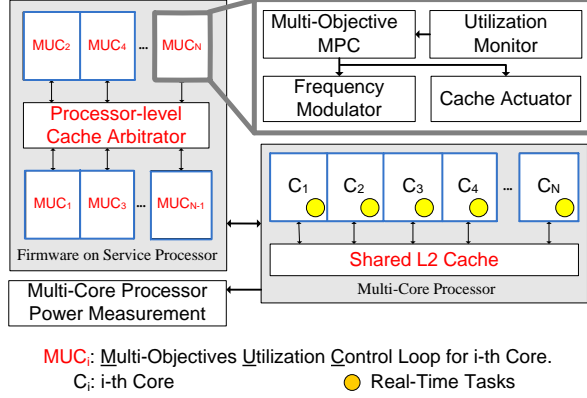 MUC2 MUC4 ... MUCN
Processor-level
Cache Arbitrator
MUC1 MUC3 ... MUCN-1
Firmware on Service Processor
Multi-Objective
MPC
Utilization
Monitor
Frequency
Modulator
Cache Actuator
C1 C2 C3 C4 ... CN
Shared L2 Cache
Multi-Core Processor
Multi-Core Processor
Power Measurement
MUCi: Multi-Objectives Utilization Control Loop for i-th Core.
Ci: i-th Core Real-Time Tasks